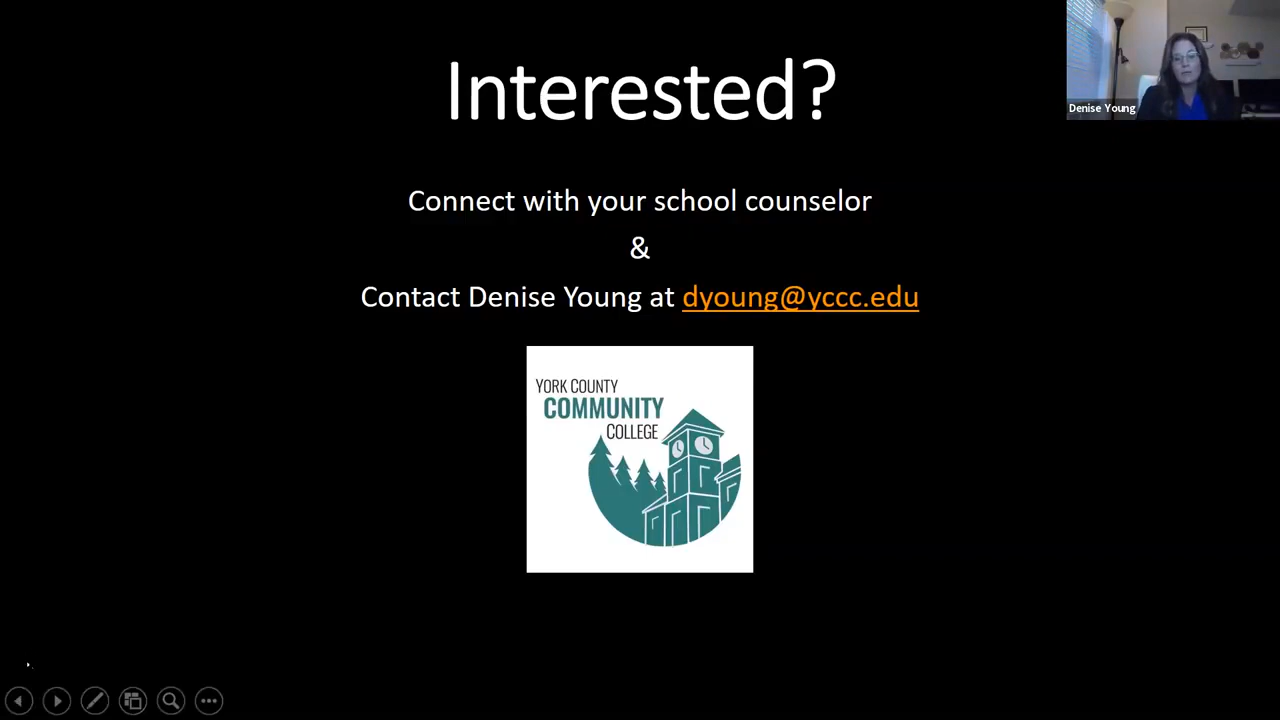 Interested?
Denise Young
Connect with your school counselor
&
Contact Denise Young at dyoung@yccc.edu
YORK COUNTY
COMMUNITY
COLLEGE